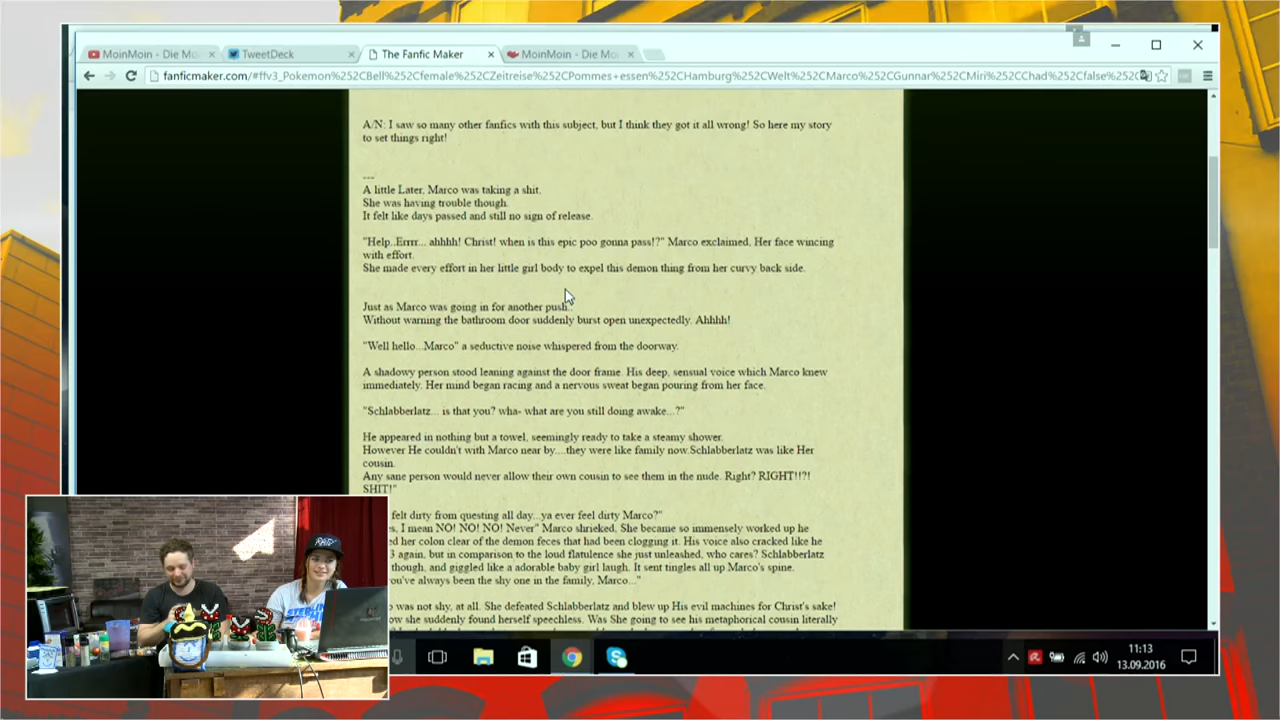 MoinMoin - Die Mo
TweetDeck
The Fanfic Maker
MoinMoin - Die Mo
fanficmaker.com/#ffv3_Pokemon%252CBell%252Cfemale%252CZeitreise%252CPommes+essen%252CHamburg%252CWelt%252CMarco%252CGunnar%252CMiri%252CChad%252Cfalse%252C
A/N: I saw so many other fanfics with this subject, but I think they got it all wrong! So here my story
to set things right!
---
A little Later, Marco was taking a shit.
She was having trouble though.
It felt like days passed and still no sign of release.
"Help..Errr... ahhhh! Christ! when is this epic poo gonna pass!?" Marco exclaimed, Her face wincing
with effort.
She made every effort in her little girl body to expel this demon thing from her curvy back side.
Just as Marco was going in for another push..
Without warning the bathroom door suddenly burst open unexpectedly. Ahhhh!
"Well hello...Marco" a seductive noise whispered from the doorway.
A shadowy person stood leaning against the door frame. His deep, sensual voice which Marco knew
immediately. Her mind began racing and a nervous sweat began pouring from her face.
"Schlabberlatz... is that you? wha- what are you still doing awake...?"
He appeared in nothing but a towel, seemingly ready to take a steamy shower.
However He couldn't with Marco near by....they were like family now.Schlabberlatz was like Her
cousin.
Any sane person would never allow their own cousin to see them in the nude. Right? RIGHT!!?!
SHIT!"
felt dirty from questing all day...ya ever feel dirty Marco?"
s, I mean NO! NO! NO! Never" Marco shrieked, She became so immensely worked up he
ed her colon clear of the demon feces that had been clogging it. His voice also cracked like he
3 again, but in comparison to the loud flatulence she just unleashed, who cares? Schlabberlatz
though, and giggled like a adorable baby girl laugh. It sent tingles all up Marco's spine.
ou've always been the shy one in the family, Marco..."
o was not shy, at all. She defeated Schlabberlatz and blew up His evil machines for Christ's sake!
ow she suddenly found herself speechless. Was She going to see his metaphorical cousin literally
11:13
13.09.2016